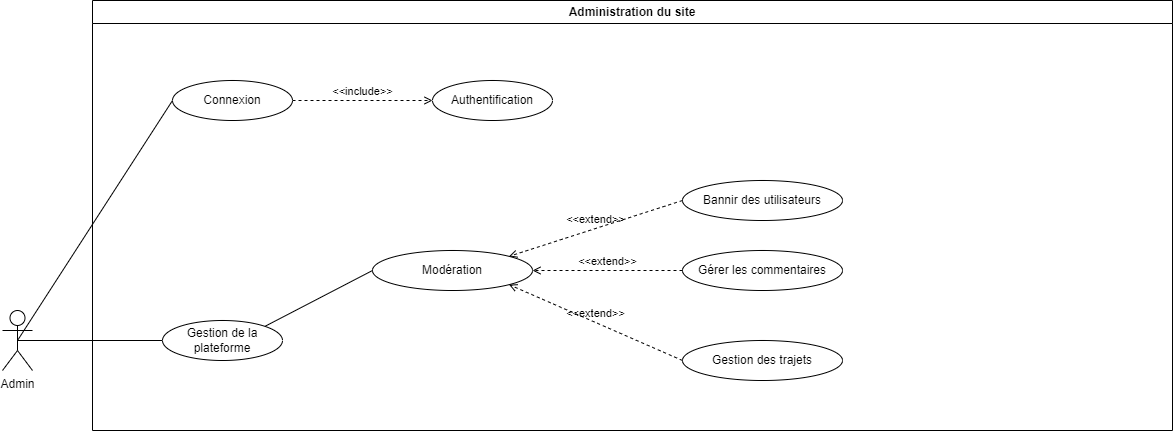 Administration du site
Connexion
<<include>>
Authentification
Bannir des utilisateurs
<<extend>>
Modération
<<extend>>
Gérer les commentaires
<<extend>>
Gestion de la
plateforme
Gestion des trajets
Admin